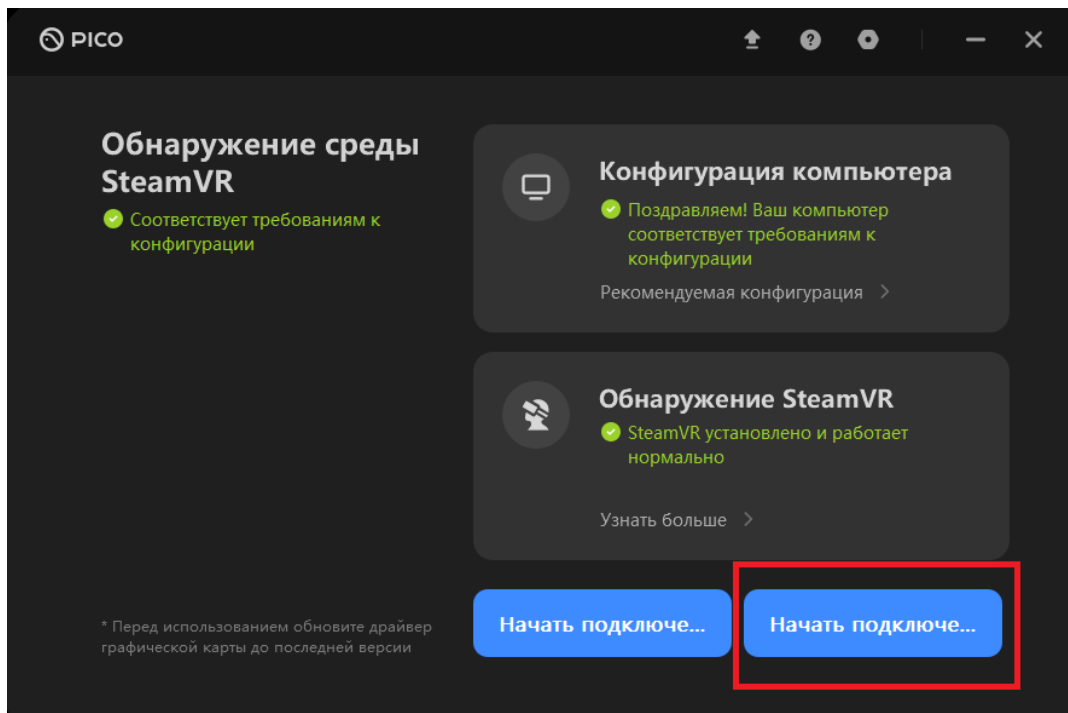 PICO
Обнаружение среды
SteamVR
Соответствует требованиям к
конфигурации
Конфигурация компьютера
Поздравляем! Ваш компьютер
соответствует требованиям к
конфигурации
Рекомендуемая конфигурация
Обнаружение SteamVR
SteamVR установлено и работает
нормально
Узнать больше
* Перед использованием обновите драйвер
графической карты до последней версии
Начать подключе...
Начать подключе...